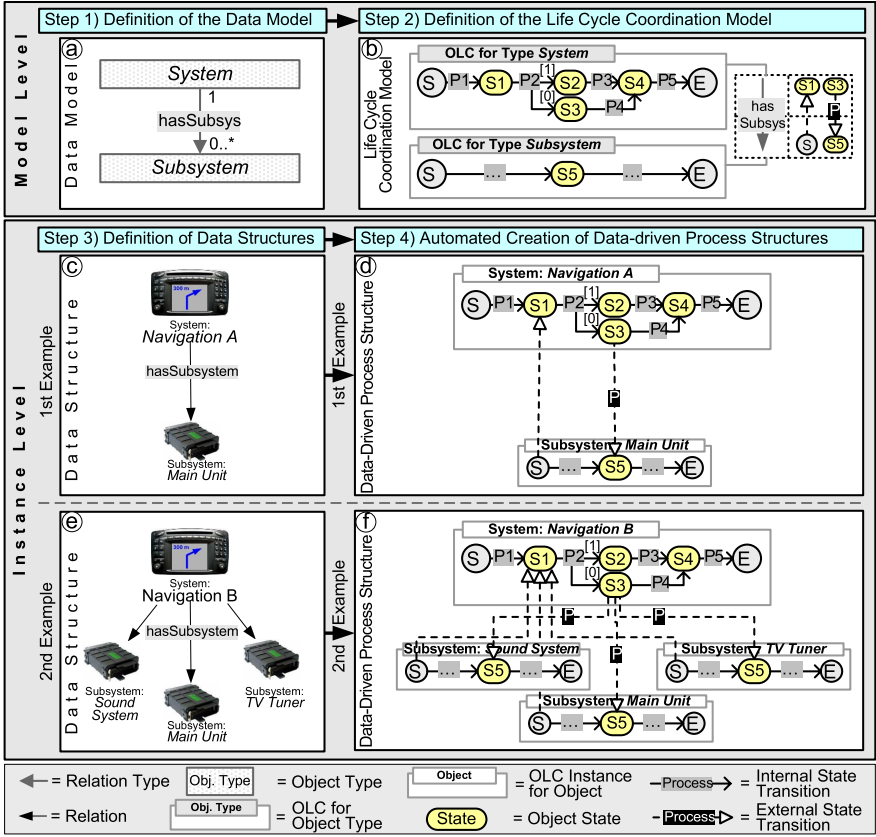 Step 1) Definition of the Data Model
Step 2) Definition of the Life Cycle Coordination Model
Model Level
a
Data Model
System
1
hasSubsys
0..*
Subsystem
b
Life Cycle
Coordination Model
OLC for Type System
S P1 S1 P2 [1] S2 P3 S4 P5 E
[0] S3 P4
OLC for Type Subsystem
S ... S5 ... E
has
Subsys
S1 S3
P
S S5
Instance Level
Step 3) Definition of Data Structures
Step 4) Automated Creation of Data-driven Process Structures
1st Example
c
Data Structure
300 m
System:
Navigation A
hasSubsystem
Subsystem:
Main Unit
1st Example
d
Data-Driven Process Structure
System: Navigation A
S P1 S1 P2 [1] S2 P3 S4 P5 E
[0] S3 P4
P
Subsystem: Main Unit
S ... S5 ... E
2nd Example
e
Data Structure
300 m
System:
Navigation B
hasSubsystem
Subsystem:
Sound
System
Subsystem:
Main Unit
Subsystem:
TV Tuner
2nd Example
f
Data-Driven Process Structure
System: Navigation B
S P1 S1 P2 [1] S2 P3 S4 P5 E
[0] S3 P4
P P
P
Subsystem: Sound System
S ... S5 ... E
Subsystem: TV Tuner
S ... S5 ... E
Subsystem: Main Unit
S ... S5 ... E
= Relation Type
Obj. Type = Object Type
Object = OLC Instance
for Object
Process = Internal State
Transition
= Relation
Obj. Type = OLC for
Object Type
State = Object State
Process = External State
Transition